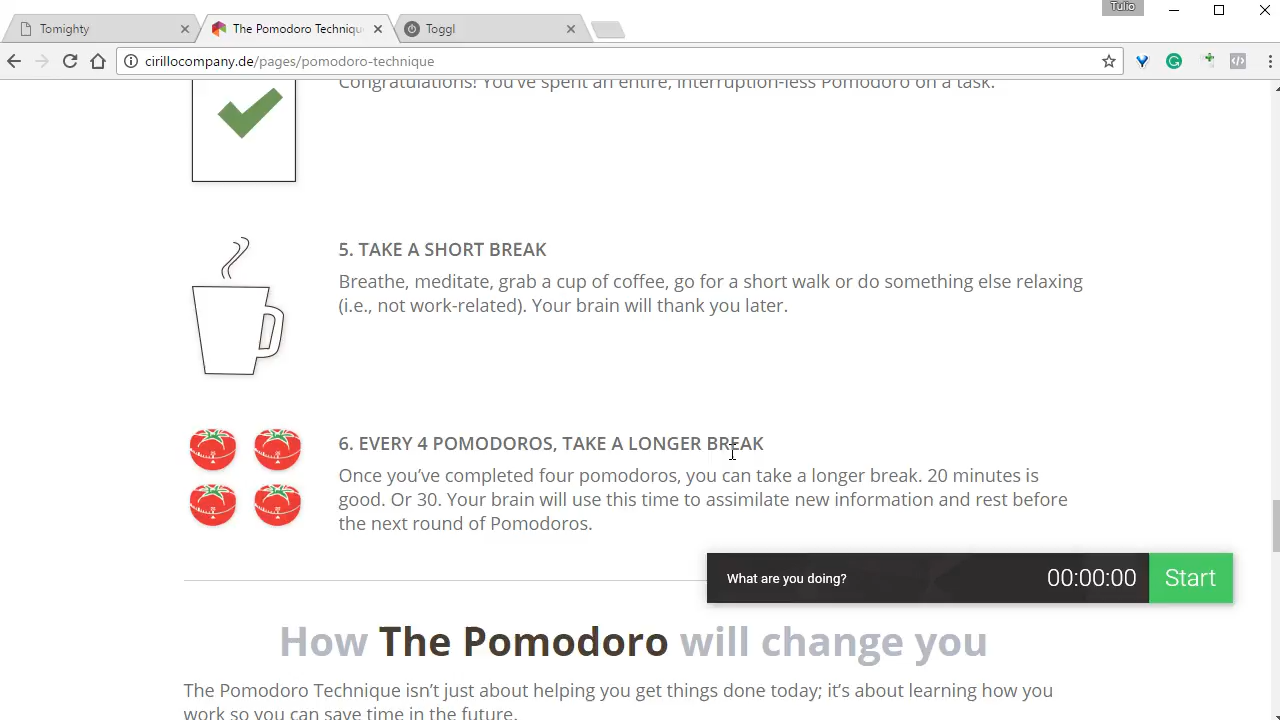 Tulio
Tomighty
The Pomodoro Techniqu
Toggl
cirillocompany.de/pages/pomodoro-technique
Congratulations! You've spent an entire, interruption-less Pomodoro on a task.
5. TAKE A SHORT BREAK
Breathe, meditate, grab a cup of coffee, go for a short walk or do something else relaxing
(i.e., not work-related). Your brain will thank you later.
6. EVERY 4 POMODOROS, TAKE A LONGER BREAK
Once you've completed four pomodoros, you can take a longer break. 20 minutes is
good. Or 30. Your brain will use this time to assimilate new information and rest before
the next round of Pomodoros.
What are you doing?
00:00:00
Start
How The Pomodoro will change you
The Pomodoro Technique isn't just about helping you get things done today; it's about learning how you
work so you can save time in the future.